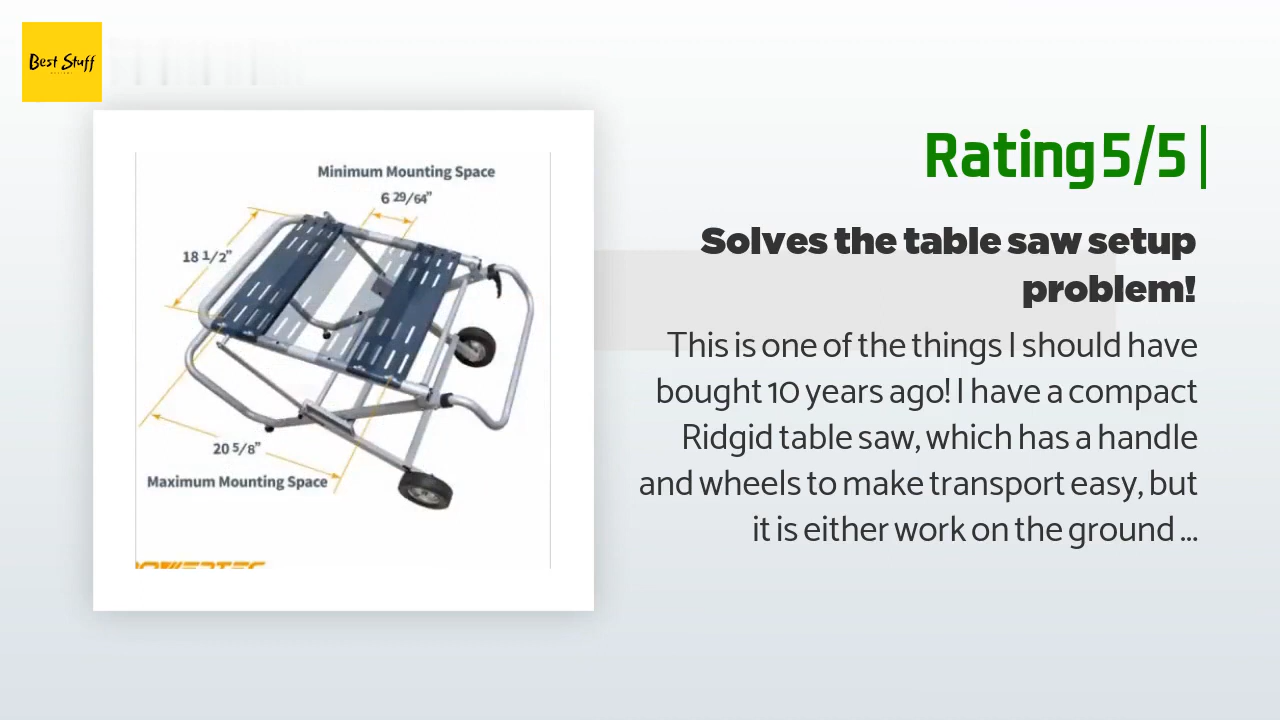 Best Stuff
Rating 5/5
Minimum Mounting Space
6 29/64"
18 1/2"
20 5/8"
Maximum Mounting Space
Solves the table saw setup
problem!
This is one of the things I should have
bought 10 years ago! I have a compact
Ridgid table saw, which has a handle
and wheels to make transport easy, but
it is either work on the ground ...